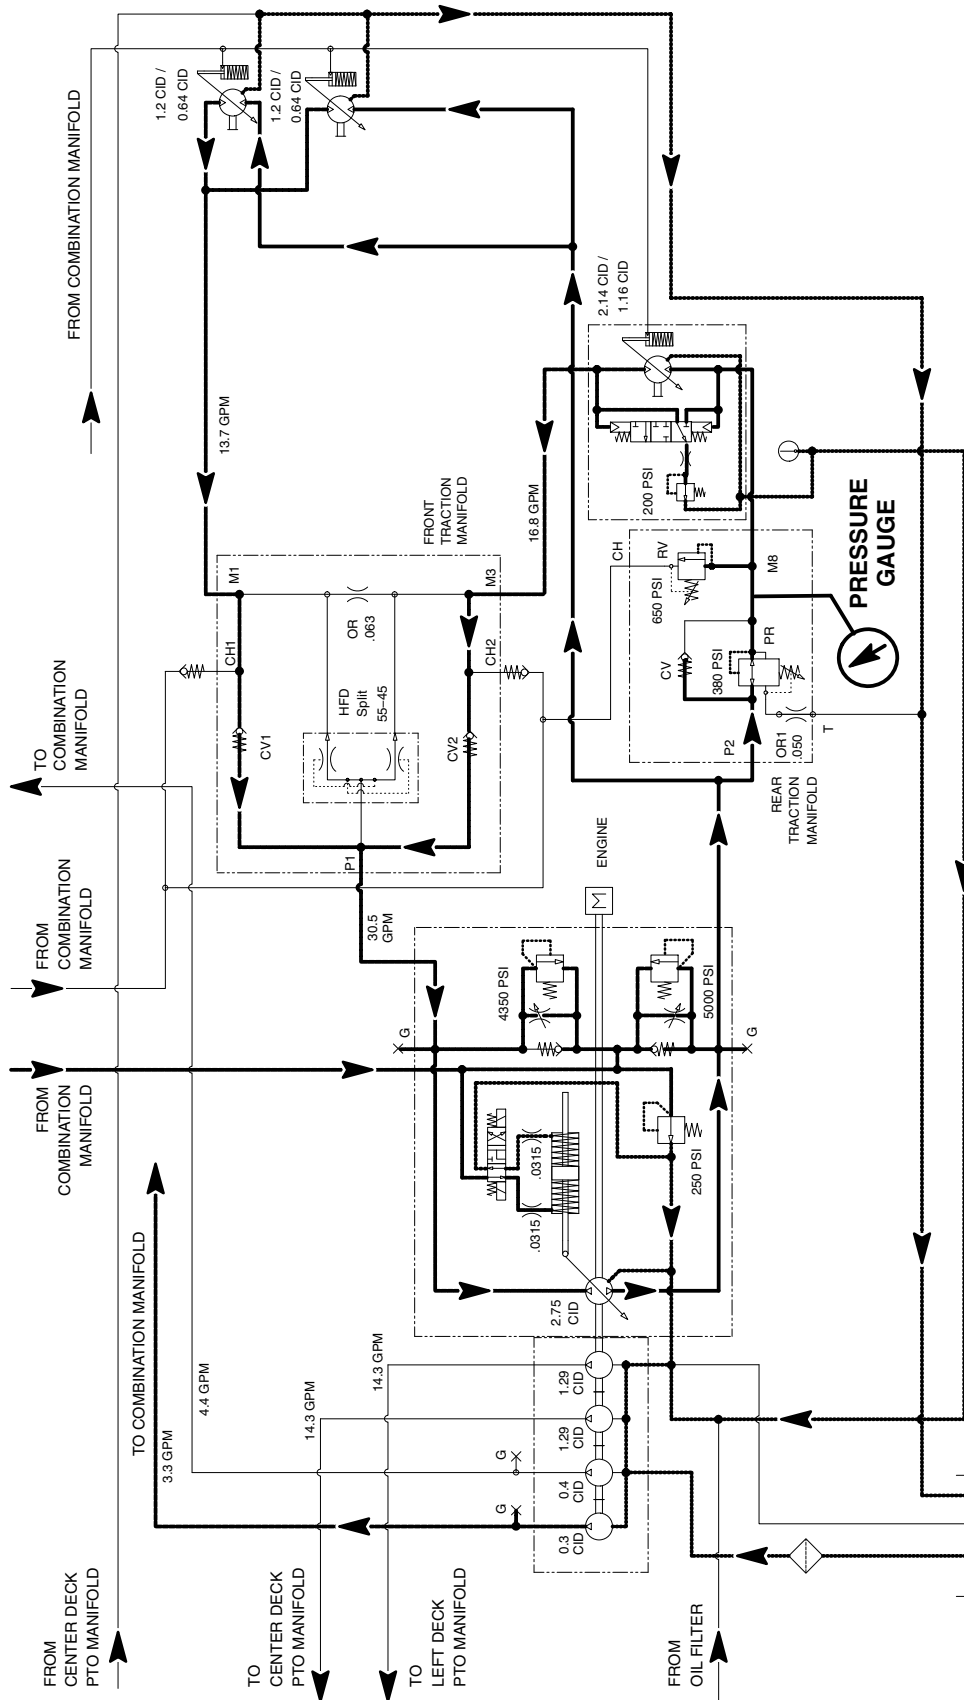 1.2 CID /
0.64 CID
1.2 CID /
0.64 CID
FROM COMBINATION MANIFOLD
2.14 CID /
1.16 CID
13.7 GPM
FRONT
TRACTION
MANIFOLD
16.8 GPM
200 PSI
PRESSURE
GAUGE
CH
RV
650 PSI
M8
M1
M3
OR
.063
CH1
CH2
HFD
Split
55–45
CV
380 PSI
PR
TO
COMBINATION
MANIFOLD
CV1
CV2
P2
OR1
.050
T
REAR
TRACTION
MANIFOLD
P1
ENGINE
M
FROM
COMBINATION
MANIFOLD
30.5
GPM
4350 PSI
5000 PSI
G
G
FROM
COMBINATION
MANIFOLD
.0315
.0315
250 PSI
TO COMBINATION MANIFOLD
2.75
CID
4.4 GPM
14.3 GPM
14.3 GPM
3.3 GPM
1.29
CID
1.29
CID
0.4
CID
0.3
CID
G
G
FROM
CENTER DECK
PTO MANIFOLD
TO
CENTER DECK
PTO MANIFOLD
TO
LEFT DECK
PTO MANIFOLD
FROM
OIL FILTER